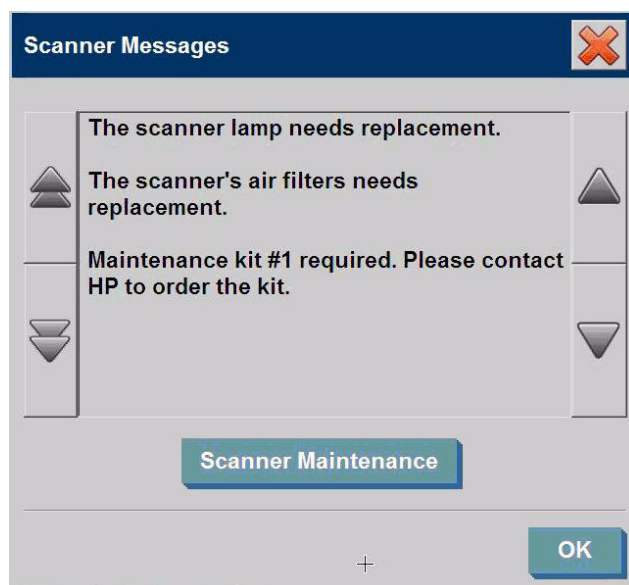 Scanner Messages
The scanner lamp needs replacement.
The scanner's air filters needs
replacement.
Maintenance kit #1 required. Please contact
HP to order the kit.
Scanner Maintenance
OK